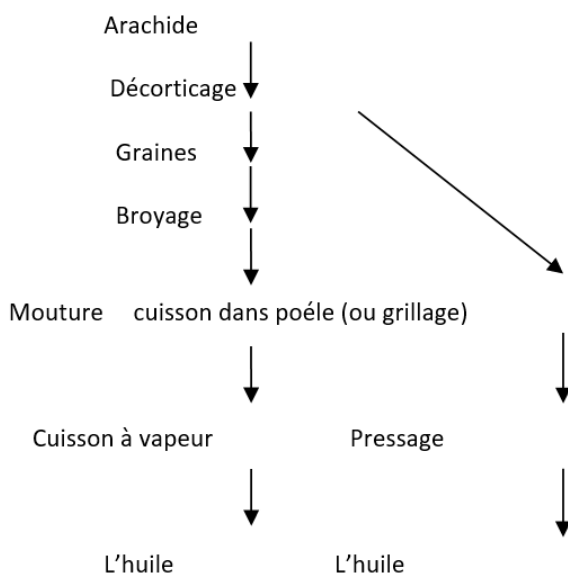 Arachide
Décorticage
Graines
Broyage
Mouture cuisson dans poéle (ou grillage)
Cuisson à vapeur Pressage
L'huile L'huile